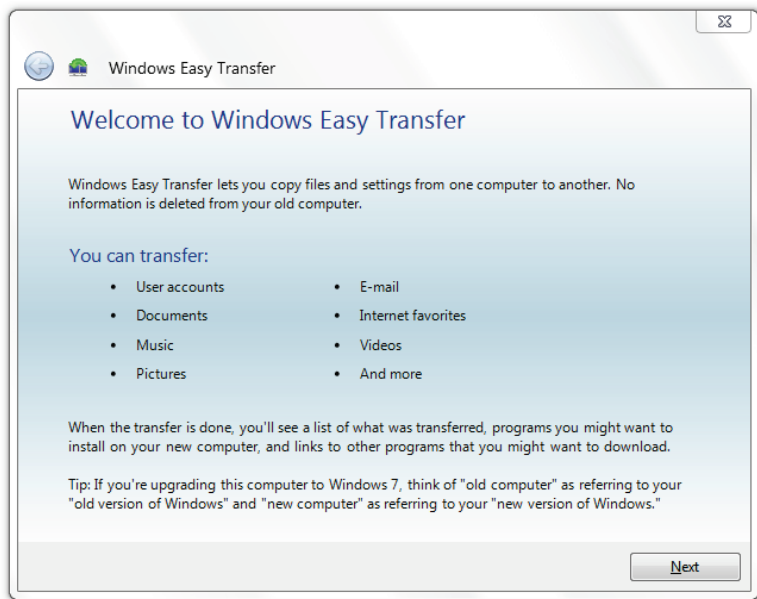 Windows Easy Transfer
Welcome to Windows Easy Transfer
Windows Easy Transfer lets you copy files and settings from one computer to another. No
information is deleted from your old computer.
You can transfer:
• User accounts
• E-mail
• Documents
• Internet favorites
• Music
• Videos
• Pictures
• And more
When the transfer is done, you'll see a list of what was transferred, programs you might want to
install on your new computer, and links to other programs that you might want to download.
Tip: If you're upgrading this computer to Windows 7, think of "old computer" as referring to your
"old version of Windows" and "new computer" as referring to your "new version of Windows."
Next